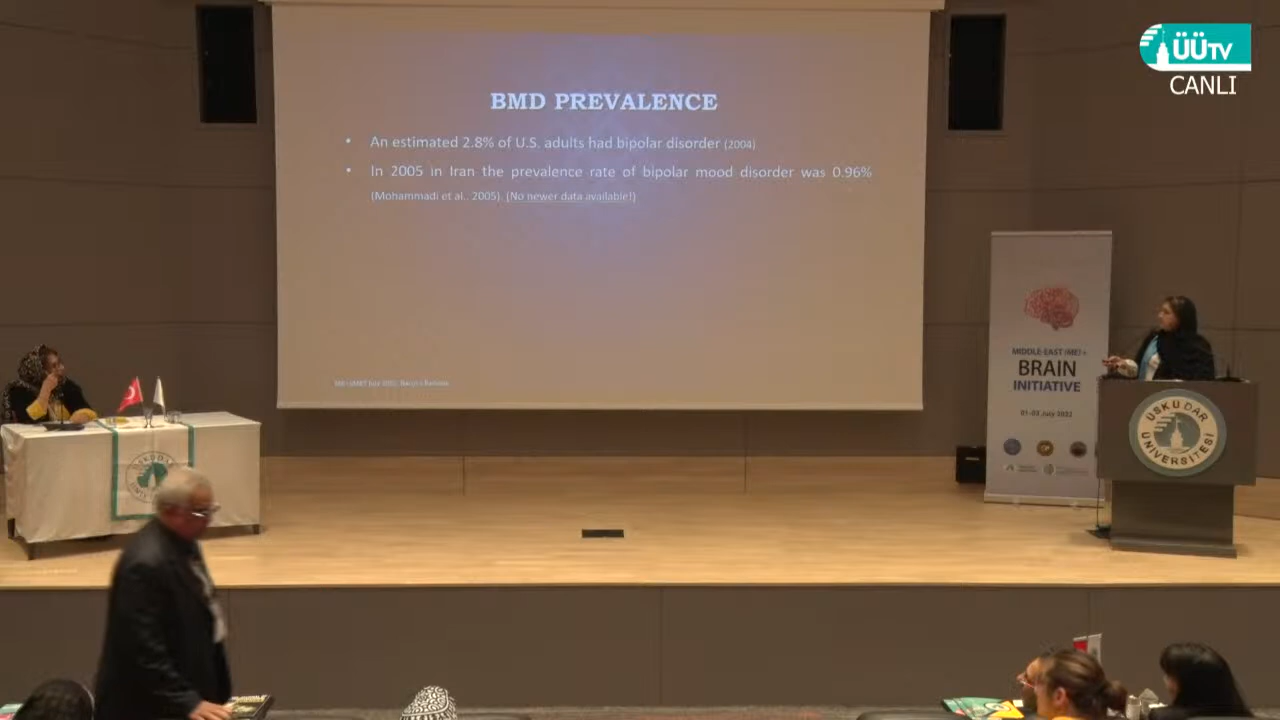 ÜÜTV
CANLI
BMD PREVALENCE
• An estimated 2.8% of U.S. adults had bipolar disorder (2004)
• In 2005 in Iran the prevalence rate of bipolar mood disorder was 0.96%
(Mohammadi et al., 2005). (No newer data available!)
MIDDLE-EAST (ME)+
BRAIN
INITIATIVE
01-03 July 2022
ÜSKÜDAR
ÜNİVERSİTESİ
ÜSKÜDAR